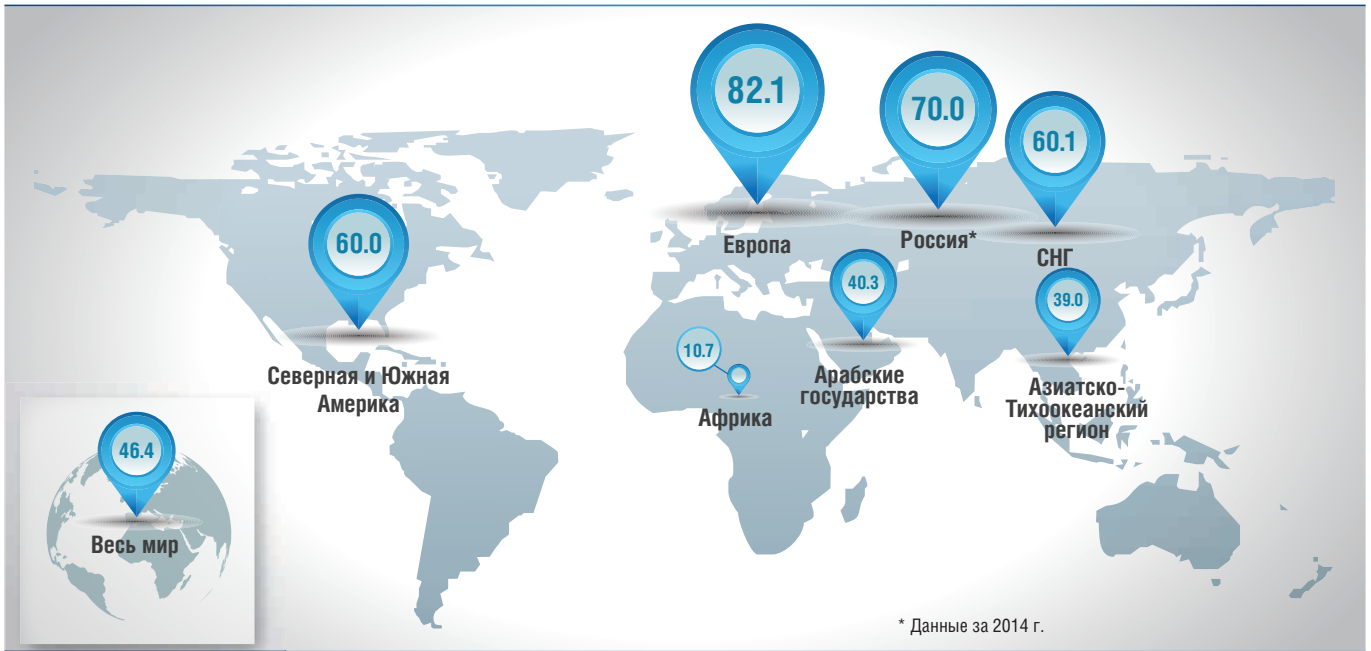 82.1
Европа
70.0
Россия*
60.1
СНГ
60.0
Северная и Южная
Америка
10.7
Африка
40.3
Арабские
государства
39.0
Азиатско-
Тихоокеанский
регион
46.4
Весь мир
* Данные за 2014 г.